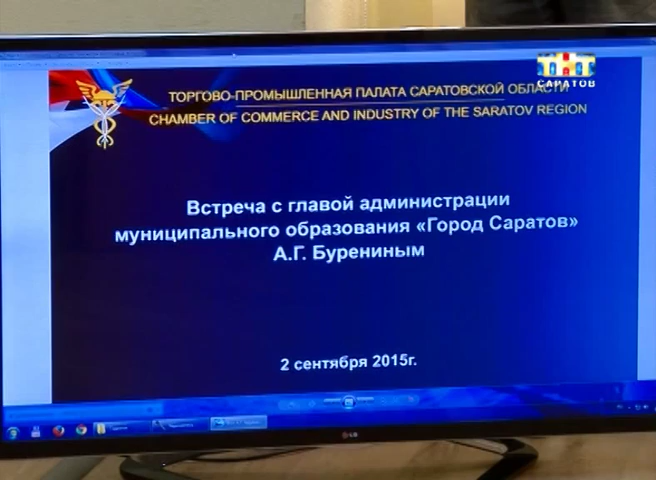 ТНТ
САРАТОВ
ТОРГОВО-ПРОМЫШЛЕННАЯ ПАЛАТА САРАТОВСКОЙ ОБЛАСТИ
CHAMBER OF COMMERCE AND INDUSTRY OF THE SARATOV REGION
Встреча с главой администрации
муниципального образования «Город Саратов»
А.Г. Бурениным
2 сентября 2015г.
LG